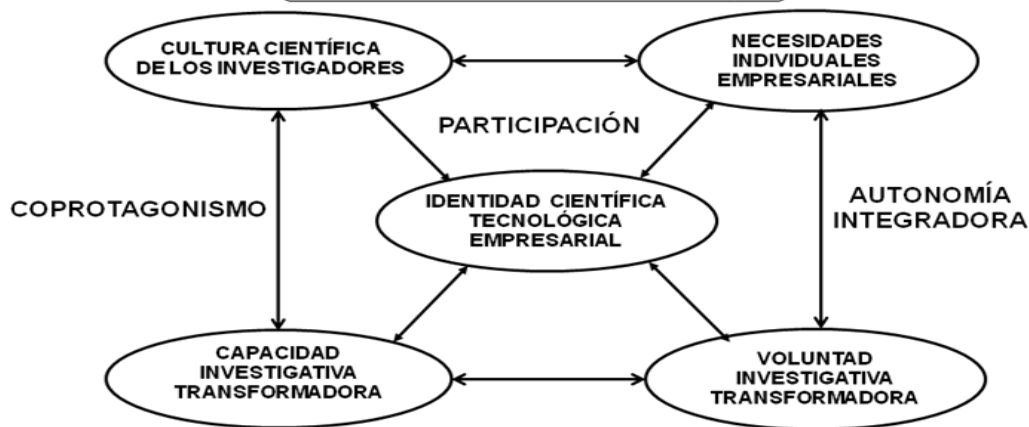 CULTURA CIENTÍFICA
DE LOS INVESTIGADORES
NECESIDADES
INDIVIDUALES
EMPRESARIALES
PARTICIPACIÓN
COPROTAGONISMO
IDENTIDAD CIENTÍFICA
TECNOLÓGICA
EMPRESARIAL
AUTONOMÍA
INTEGRADORA
CAPACIDAD
INVESTIGATIVA
TRANSFORMADORA
VOLUNTAD
INVESTIGATIVA
TRANSFORMADORA